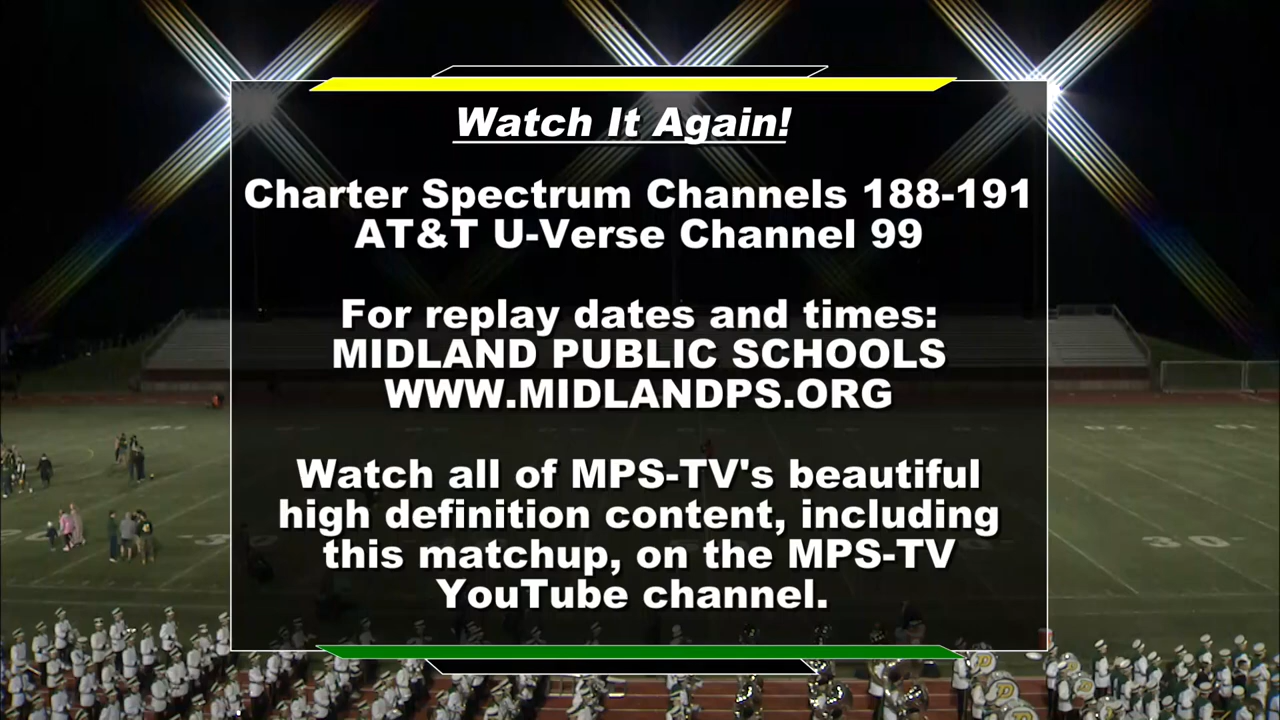 Watch It Again!
Charter Spectrum Channels 188-191
AT&T U-Verse Channel 99
For replay dates and times:
MIDLAND PUBLIC SCHOOLS
WWW.MIDLANDPS.ORG
Watch all of MPS-TV's beautiful
high definition content, including
this matchup, on the MPS-TV
YouTube channel.
30